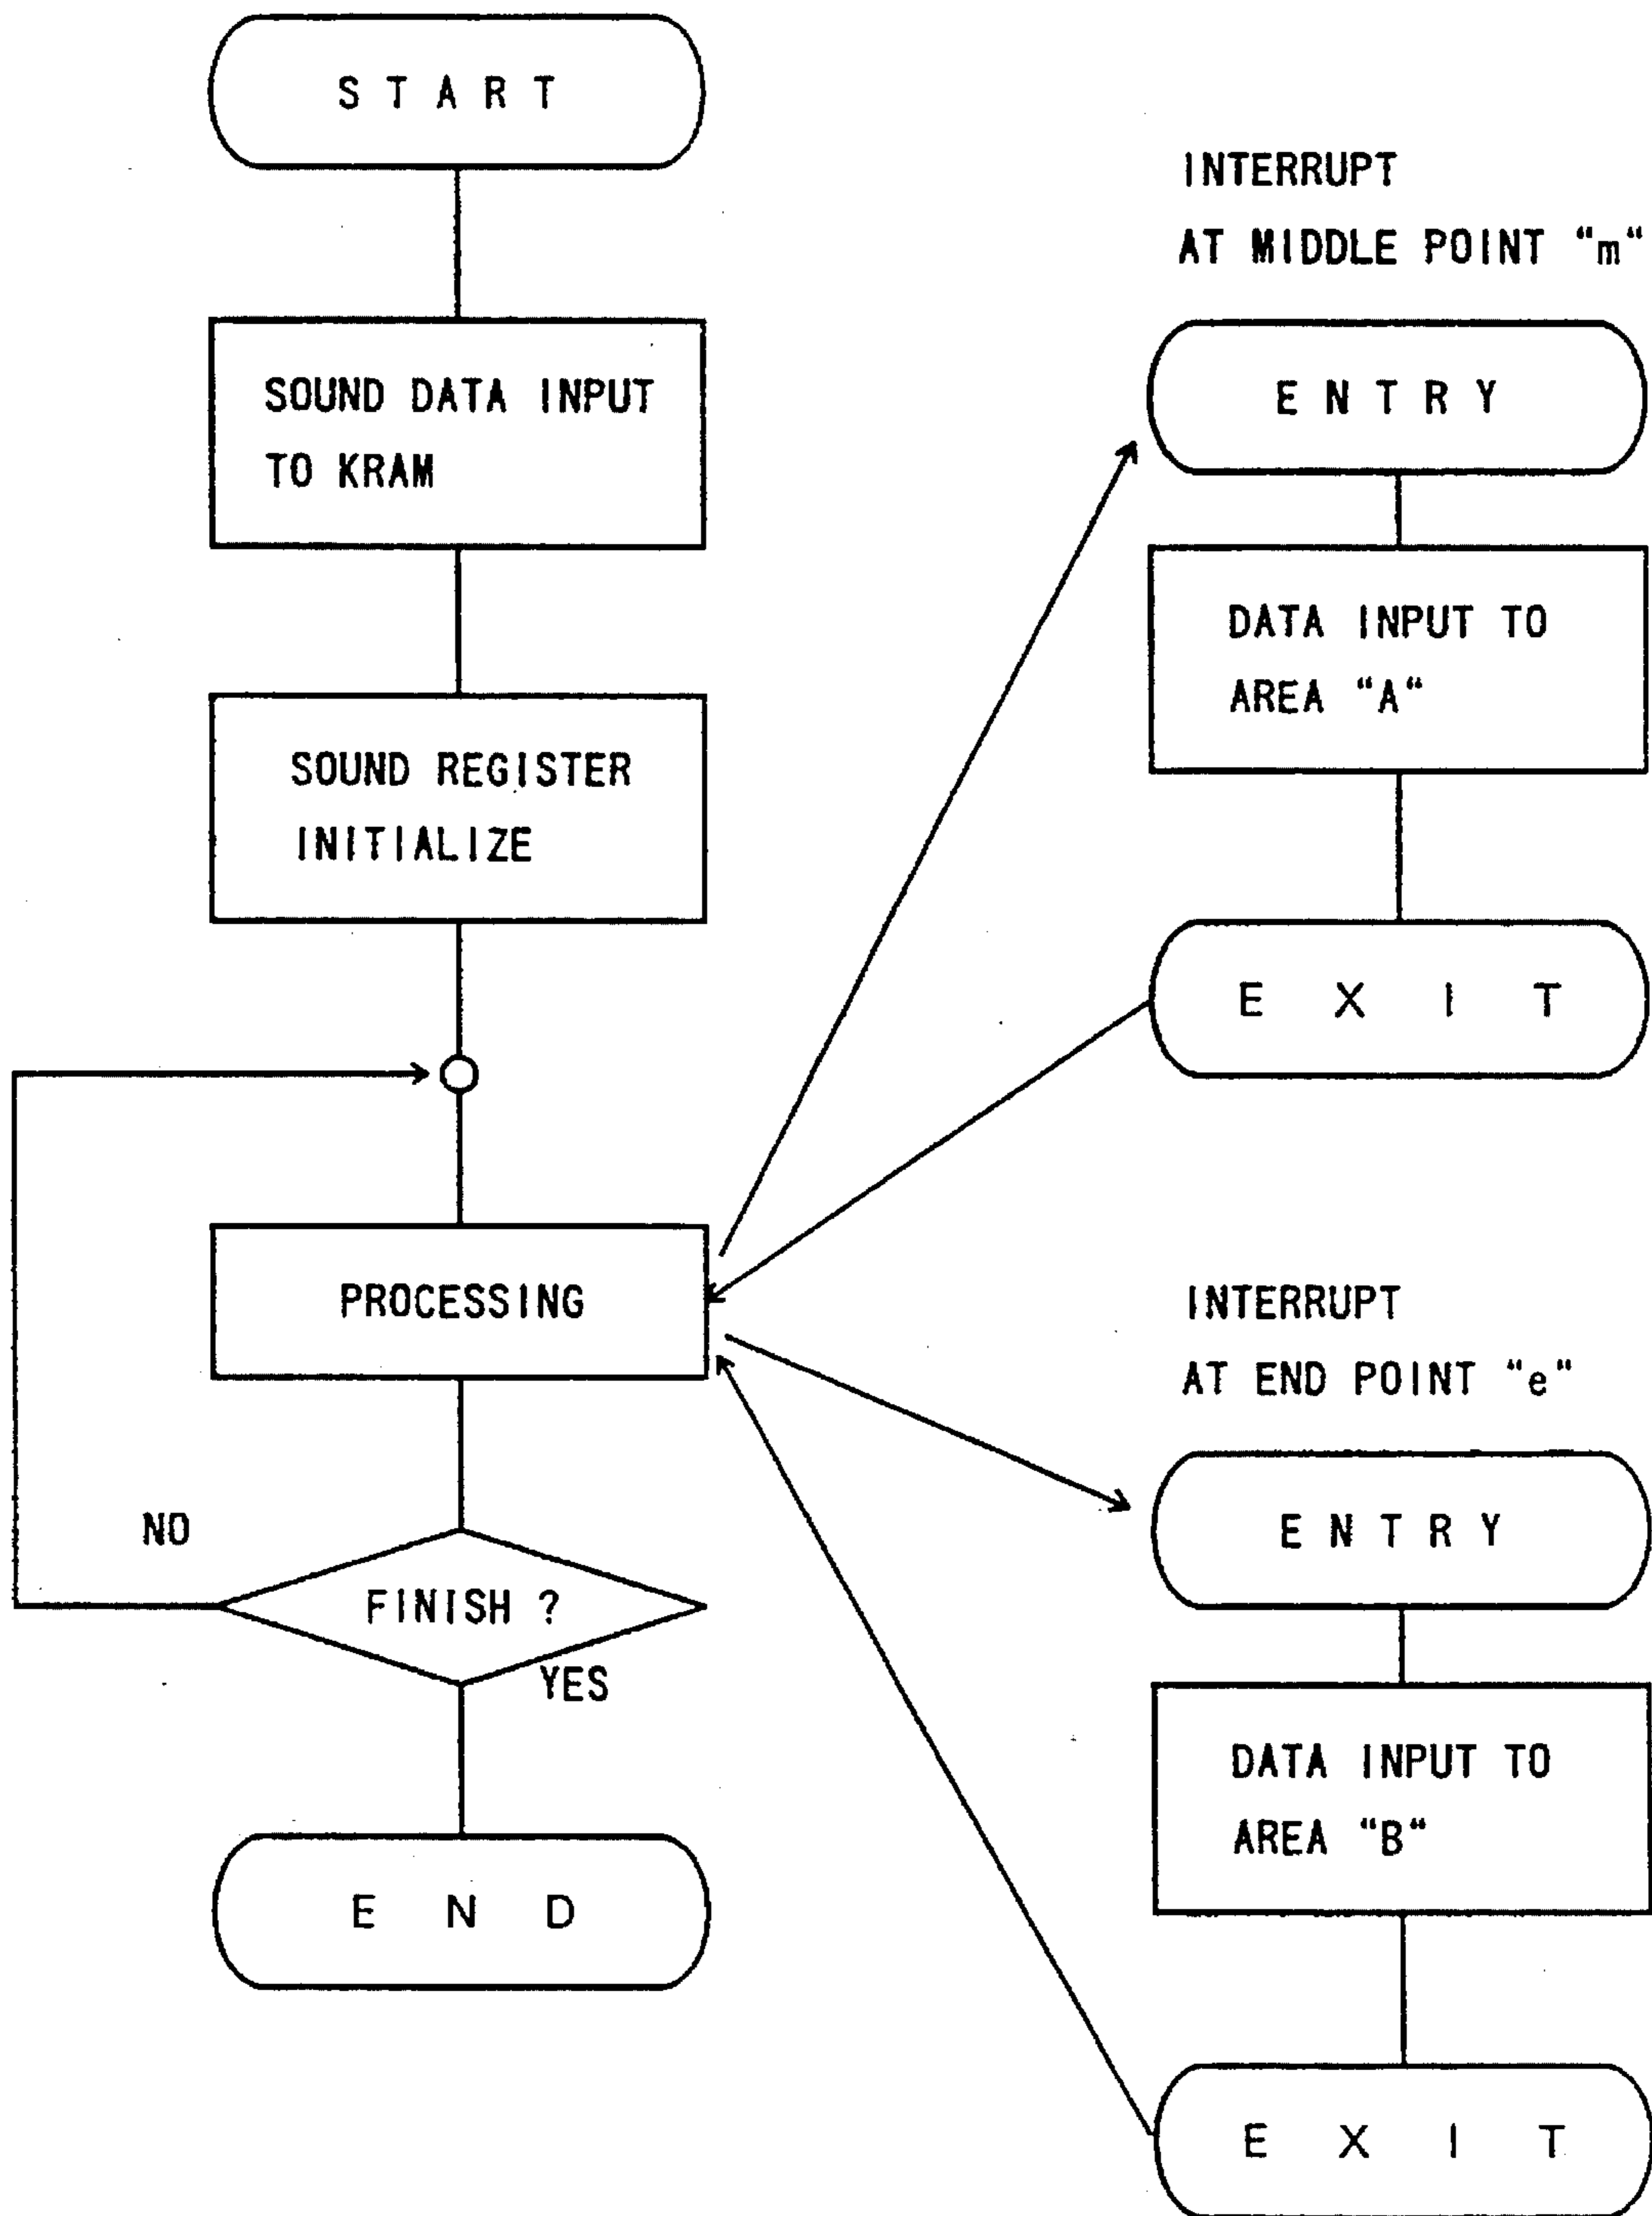 START
SOUND DATA INPUT
TO KRAM
SOUND REGISTER
INITIALIZE
PROCESSING
NO
FINISH ?
YES
END
INTERRUPT
AT MIDDLE POINT “m“
ENTRY
DATA INPUT TO
AREA “A“
EXIT
INTERRUPT
AT END POINT “e“
ENTRY
DATA INPUT TO
AREA “B“
EXIT